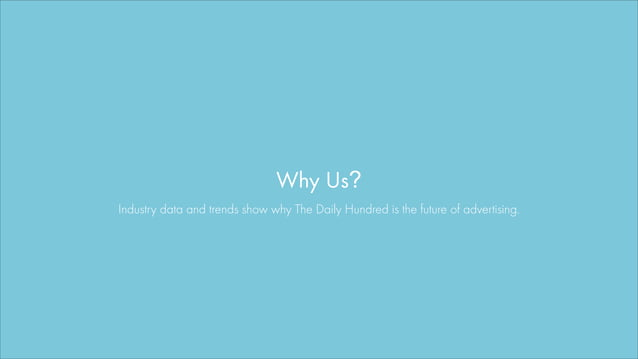 Why Us?
Industry data and trends show why The Daily Hundred is the future of advertising.